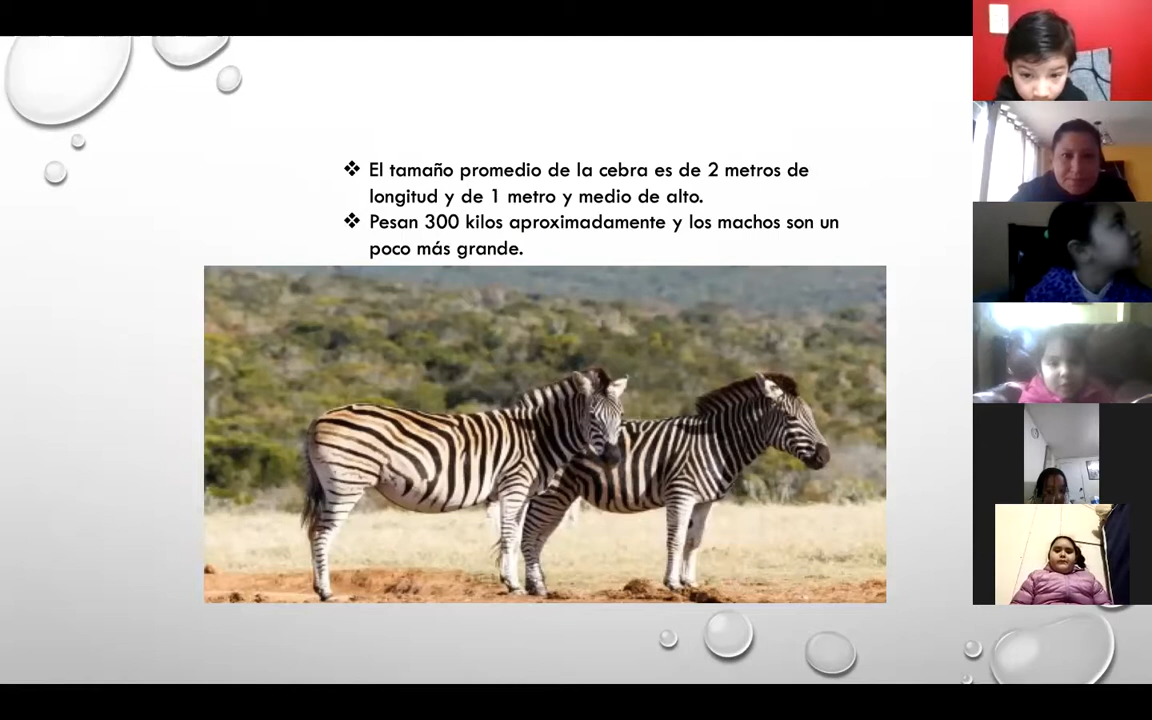 ❖ El tamaño promedio de la cebra es de 2 metros de
longitud y de 1 metro y medio de alto.
❖ Pesan 300 kilos aproximadamente y los machos son un
poco más grande.